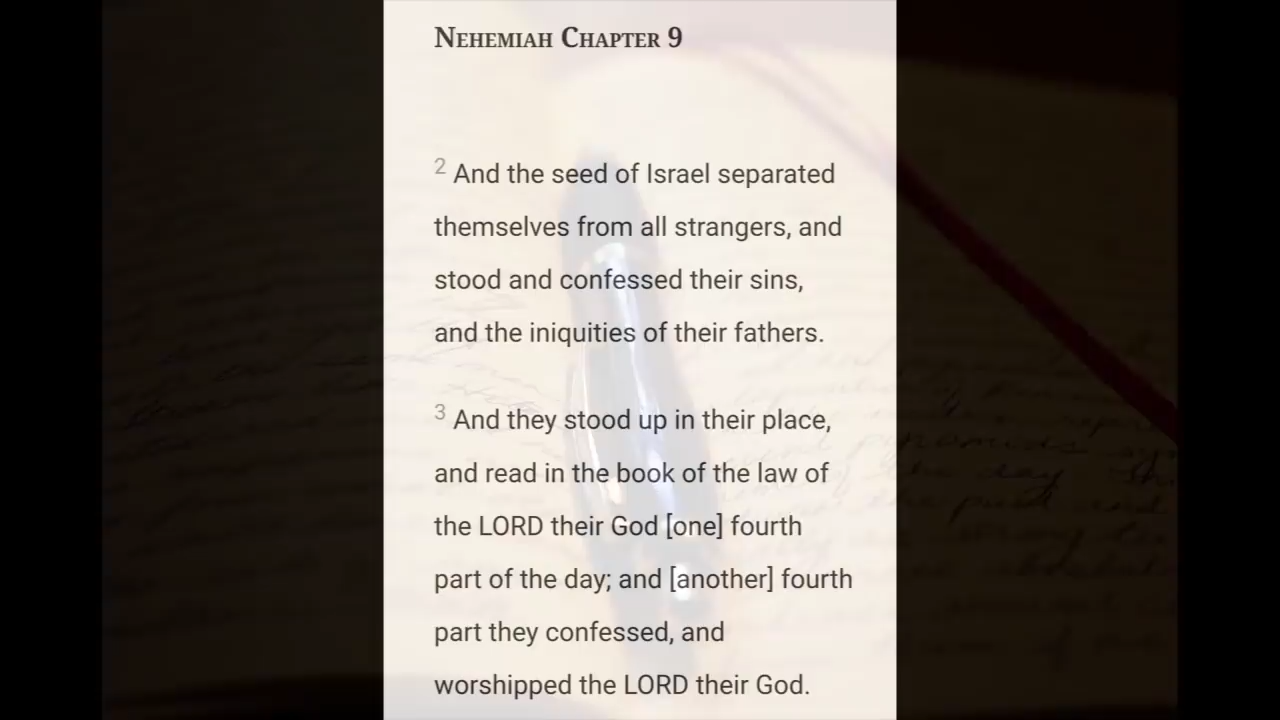 Nehemiah Chapter 9
2 And the seed of Israel separated
themselves from all strangers, and
stood and confessed their sins,
and the iniquities of their fathers.
3 And they stood up in their place,
and read in the book of the law of
the LORD their God [one] fourth
part of the day; and [another] fourth
part they confessed, and
worshipped the LORD their God.